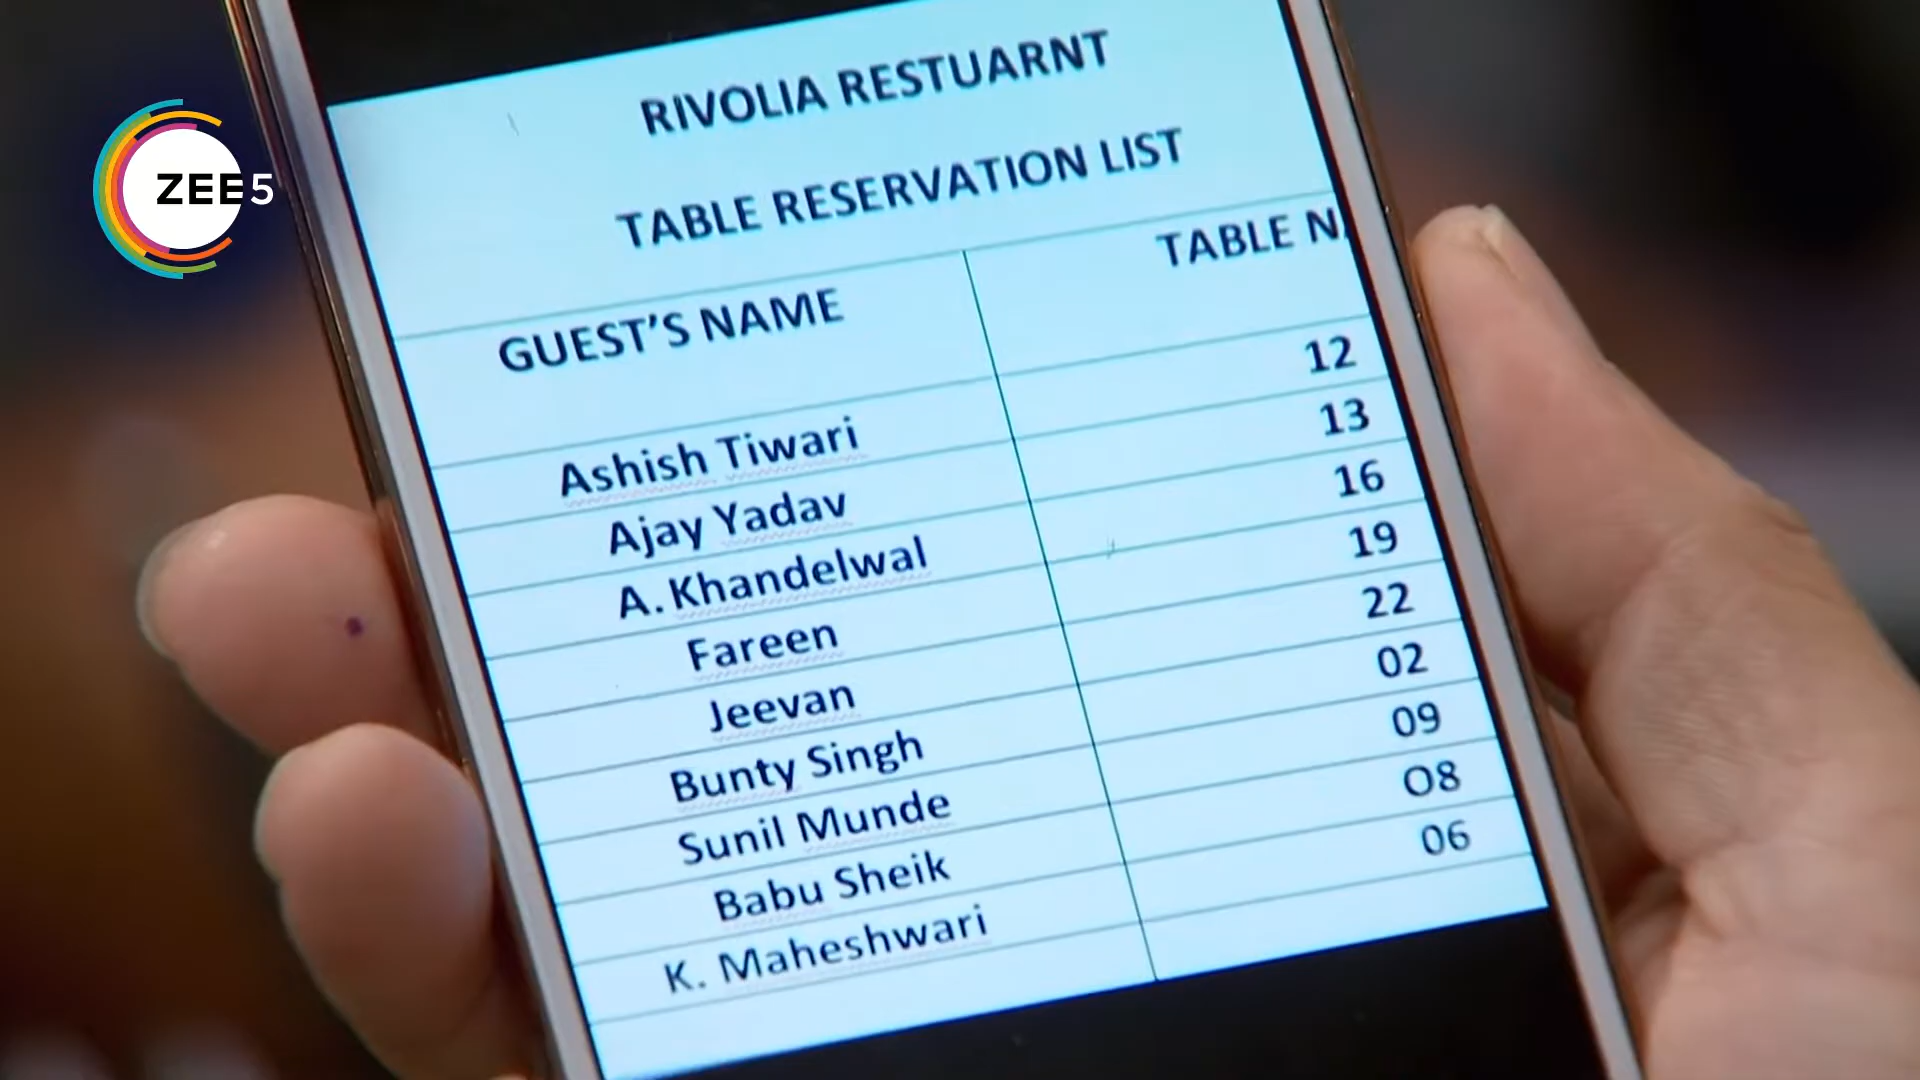 ZEE5
RIVOLIA RESTUARNT
TABLE RESERVATION LIST
GUEST'S NAME TABLE N
Ashish Tiwari 12
Ajay Yadav 13
A. Khandelwal 16
Fareen 19
Jeevan 22
Bunty Singh 02
Sunil Munde 09
Babu Sheik O8
K. Maheshwari 06